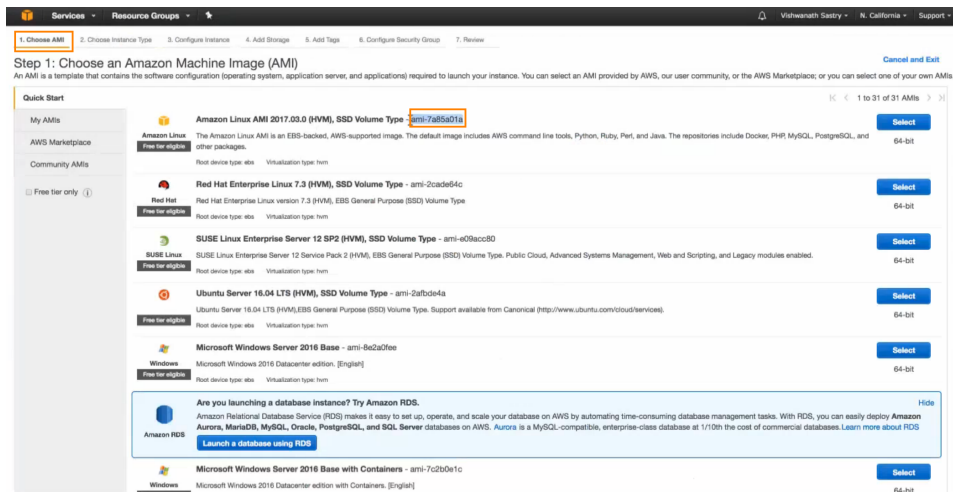 Services Resource Groups Vishwanath Sastry N. California Support
1. Choose AMI 2. Choose Instance Type 3. Configure Instance 4. Add Storage 5. Add Tags 6. Configure Security Group 7. Review
Step 1: Choose an Amazon Machine Image (AMI) Cancel and Exit
An AMI is a template that contains the software configuration (operating system, application server, and applications) required to launch your instance. You can select an AMI provided by AWS, our user community, or the AWS Marketplace; or you can select one of your own AMIs
Quick Start 1 to 31 of 31 AMIs
My AMIs
AWS Marketplace
Community AMIs
Free tier only
Amazon Linux
Free tier eligible
Amazon Linux AMI 2017.03.0 (HVM), SSD Volume Type - ami-7a85a01a
The Amazon Linux AMI is an EBS-backed, AWS-supported image. The default image includes AWS command line tools, Python, Ruby, Perl, and Java. The repositories include Docker, PHP, MySQL, PostgreSQL, and
other packages.
Root device type: ebs Virtualization type: hvm
Select
64-bit
Red Hat
Free tier eligible
Red Hat Enterprise Linux 7.3 (HVM), SSD Volume Type - ami-2cade64c
Red Hat Enterprise Linux version 7.3 (HVM), EBS General Purpose (SSD) Volume Type
Root device type: ebs Virtualization type: hvm
Select
64-bit
SUSE Linux
Free tier eligible
SUSE Linux Enterprise Server 12 SP2 (HVM), SSD Volume Type - ami-e09acc80
SUSE Linux Enterprise Server 12 Service Pack 2 (HVM), EBS General Purpose (SSD) Volume Type. Public Cloud, Advanced Systems Management, Web and Scripting, and Legacy modules enabled.
Root device type: ebs Virtualization type: hvm
Select
64-bit
Free tier eligible
Ubuntu Server 16.04 LTS (HVM), SSD Volume Type - ami-2afbde4a
Ubuntu Server 16.04 LTS (HVM),EBS General Purpose (SSD) Volume Type. Support available from Canonical (http://www.ubuntu.com/cloud/services).
Root device type: ebs Virtualization type: hvm
Select
64-bit
Windows
Free tier eligible
Microsoft Windows Server 2016 Base - ami-8e2a0fee
Microsoft Windows 2016 Datacenter edition. [English]
Root device type: ebs Virtualization type: hvm
Select
64-bit
Amazon RDS
Are you launching a database instance? Try Amazon RDS. Hide
Amazon Relational Database Service (RDS) makes it easy to set up, operate, and scale your database on AWS by automating time-consuming database management tasks. With RDS, you can easily deploy Amazon
Aurora, MariaDB, MySQL, Oracle, PostgreSQL, and SQL Server databases on AWS. Aurora is a MySQL-compatible, enterprise-class database at 1/10th the cost of commercial databases.Learn more about RDS
Launch a database using RDS
Windows
Microsoft Windows Server 2016 Base with Containers - ami-7c2b0e1c
Microsoft Windows 2016 Datacenter edition with Containers. [English]
Select
64-bit